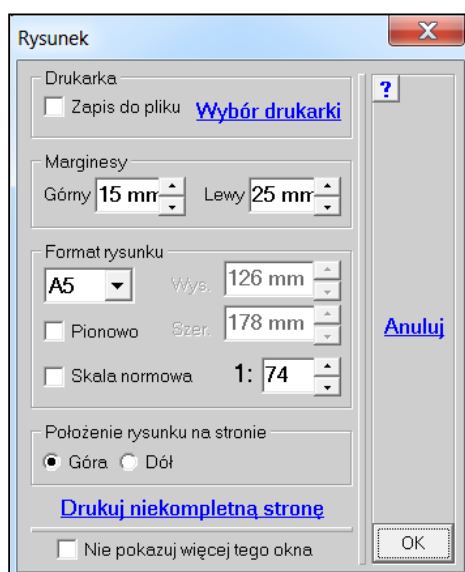 Rysunek
Drukarka
?
Zapis do pliku Wybór drukarki
Marginesy
Górny 15 mm Lewy 25 mm
Format rysunku
A5 Wys. 126 mm
Pionowo Szer. 178 mm
Anuluj
Skala normowa 1: 74
Położenie rysunku na stronie
Góra Dół
Drukuj niekompletną stronę
Nie pokazuj więcej tego okna
OK